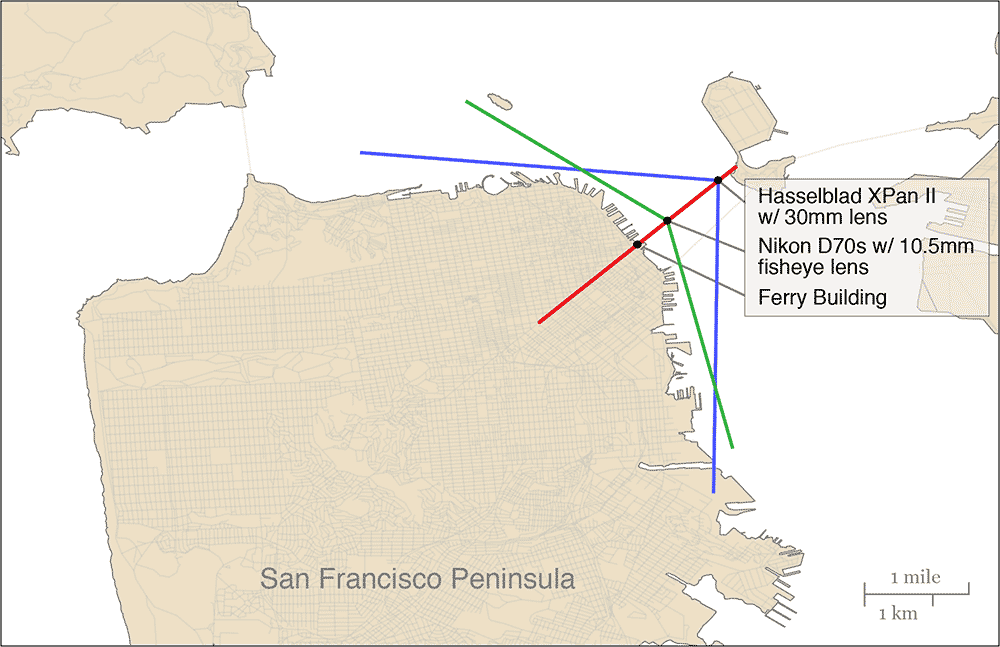 Hasselblad XPan II
w/ 30mm lens
Nikon D70s w/ 10.5mm
fisheye lens
Ferry Building
San Francisco Peninsula
1 mile
1 km